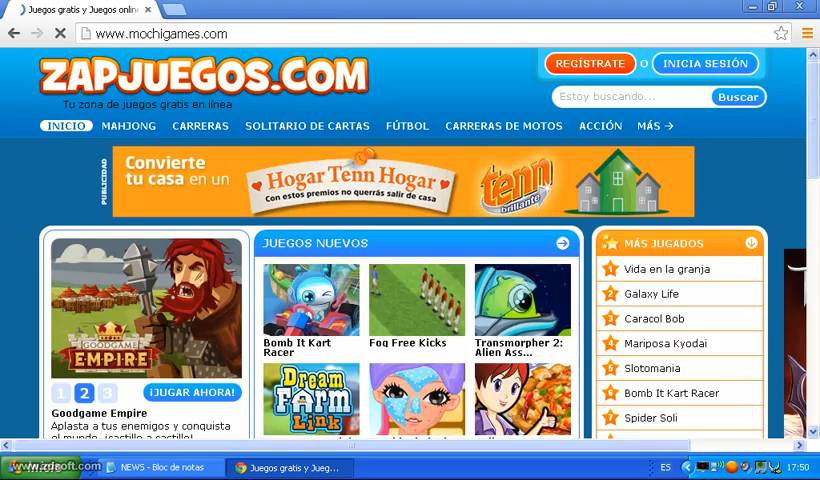 Juegos gratis y Juegos online
www.mochigames.com
ZAPJUEGOS.COM
Tu zona de juegos gratis en línea
REGÍSTRATE O INICIA SESIÓN
Estoy buscando... Buscar
INICIO MAHJONG CARRERAS SOLITARIO DE CARTAS FÚTBOL CARRERAS DE MOTOS ACCIÓN MÁS →
PUBLICIDAD
Convierte
tu casa en un
Hogar Tenn Hogar
Con estos premios no querrás salir de casa
tenn
brillante
GOODGAME
EMPIRE
1 2 3 ¡JUGAR AHORA!
Goodgame Empire
Aplasta a tus enemigos y conquista
el mundo, ¡castillo a castillo!
JUEGOS NUEVOS
Bomb It Kart
Racer
Fog Free Kicks
Transmorpher 2:
Alien Ass...
Dream
Farm
Link
MÁS JUGADOS
1 Vida en la granja
2 Galaxy Life
3 Caracol Bob
4 Mariposa Kyodai
5 Slotomania
6 Bomb It Kart Racer
7 Spider Soli
NEWS - Bloc de notas
Juegos gratis y Jueg...
ES
17:50